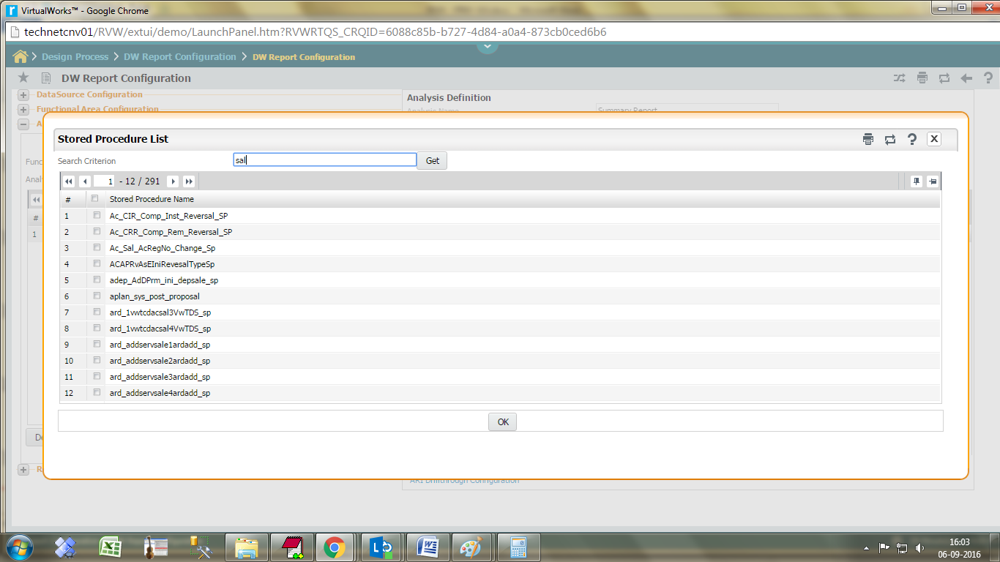 VirtualWorks™ - Google Chrome
technetcnv01/RVW/extui/demo/LaunchPanel.htm?RVWRTQS_CRQID=6088c85b-b727-4d84-a0a4-873cb0ced6b6
Design Process > DW Report Configuration > DW Report Configuration
DW Report Configuration
DataSource Configuration
Analysis Definition
Functional Area Configuration
Analysis Name Summary Report
Stored Procedure List
Search Criterion sal Get
1 - 12 / 291
# Stored Procedure Name
1 Ac_CIR_Comp_Inst_Reversal_SP
2 Ac_CRR_Comp_Rem_Reversal_SP
3 Ac_Sal_AcRegNo_Change_Sp
4 ACAPRvAsEIniRevesalTypeSp
5 adep_AdDPrm_ini_depsale_sp
6 aplan_sys_post_proposal
7 ard_1vwtcdacsal3VwTDS_sp
8 ard_1vwtcdacsal4VwTDS_sp
9 ard_addservsale1ardadd_sp
10 ard_addservsale2ardadd_sp
11 ard_addservsale3ardadd_sp
12 ard_addservsale4ardadd_sp
OK
#
1
ARI Drillthrough Configuration
16:03
06-09-2016